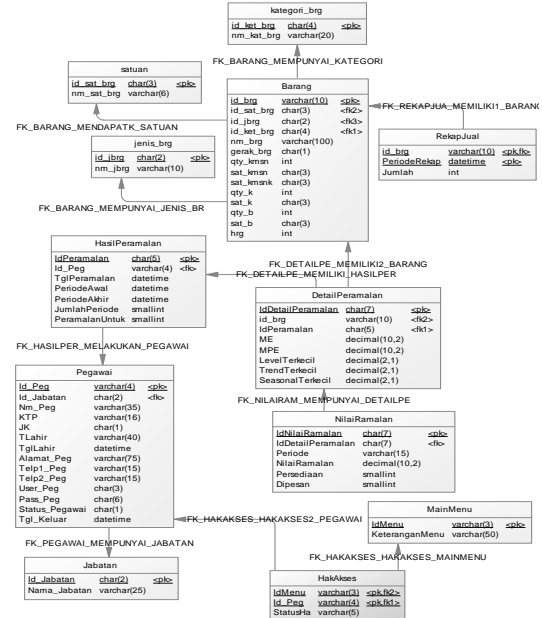 kategori_brg
id_ket_brg char(4) <pk>
nm_kat_brg varchar(20)
FK_BARANG_MEMPUNYAI_KATEGORI
satuan
id_sat_brg char(3) <pk>
nm_sat_brg varchar(6)
FK_BARANG_MENDAPATK_SATUAN
jenis_brg
id_jbrg char(2) <pk>
nm_jbrg varchar(10)
FK_BARANG_MEMPUNYAI_JENIS_BR
Barang
id_brg varchar(10) <pk>
id_sat_brg char(3) <fk2>
id_jbrg char(2) <fk3>
id_ket_brg char(4) <fk1>
nm_brg varchar(100)
gerak_brg char(1)
qty_kmsn int
sat_kmsn char(3)
sat_kmsnk char(3)
qty_k int
sat_k char(3)
qty_b int
sat_b char(3)
hrg int
FK_REKAPJUA_MEMILIKI1_BARANG
RekapJual
id_brg varchar(10) <pk,fk>
PeriodeRekap datetime <pk>
Jumlah int
HasilPeramalan
IdPeramalan char(5) <pk>
Id_Peg varchar(4) <fk>
TglPeramalan datetime
PeriodeAwal datetime
PeriodeAkhir datetime
JumlahPeriode smallint
PeramalanUntuk smallint
FK_DETAILPE_MEMILIKI2_BARANG
FK_DETAILPE_MEMILIKI_HASILPER
DetailPeramalan
IdDetailPeramalan char(7) <pk>
id_brg varchar(10) <fk2>
IdPeramalan char(5) <fk1>
ME decimal(10,2)
MPE decimal(10,2)
LevelTerkecil decimal(2,1)
TrendTerkecil decimal(2,1)
SeasonalTerkecil decimal(2,1)
FK_HASILPER_MELAKUKAN_PEGAWAI
Pegawai
Id_Peg varchar(4) <pk>
Id_Jabatan char(2) <fk>
Nm_Peg varchar(35)
KTP varchar(16)
JK char(1)
TLahir varchar(40)
TglLahir datetime
Alamat_Peg varchar(75)
Telp1_Peg varchar(15)
Telp2_Peg varchar(15)
User_Peg char(3)
Pass_Peg char(6)
Status_Pegawai char(1)
Tgl_Keluar datetime
FK_NILAIRAM_MEMPUNYAI_DETAILPE
NilaiRamalan
IdNilaiRamalan char(7) <pk>
IdDetailPeramalan char(7) <fk>
Periode varchar(15)
NilaiRamalan decimal(10,2)
Persediaan smallint
Dipesan smallint
FK_HAKAKSES_HAKAKSES2_PEGAWAI
MainMenu
IdMenu varchar(3) <pk>
KeteranganMenu varchar(50)
FK_PEGAWAI_MEMPUNYAI_JABATAN
FK_HAKAKSES_HAKAKSES_MAINMENU
Jabatan
Id_Jabatan char(2) <pk>
Nama_Jabatan varchar(25)
HakAkses
IdMenu varchar(3) <pk,fk2>
Id_Peg varchar(4) <pk,fk1>
StatusHa varchar(5)